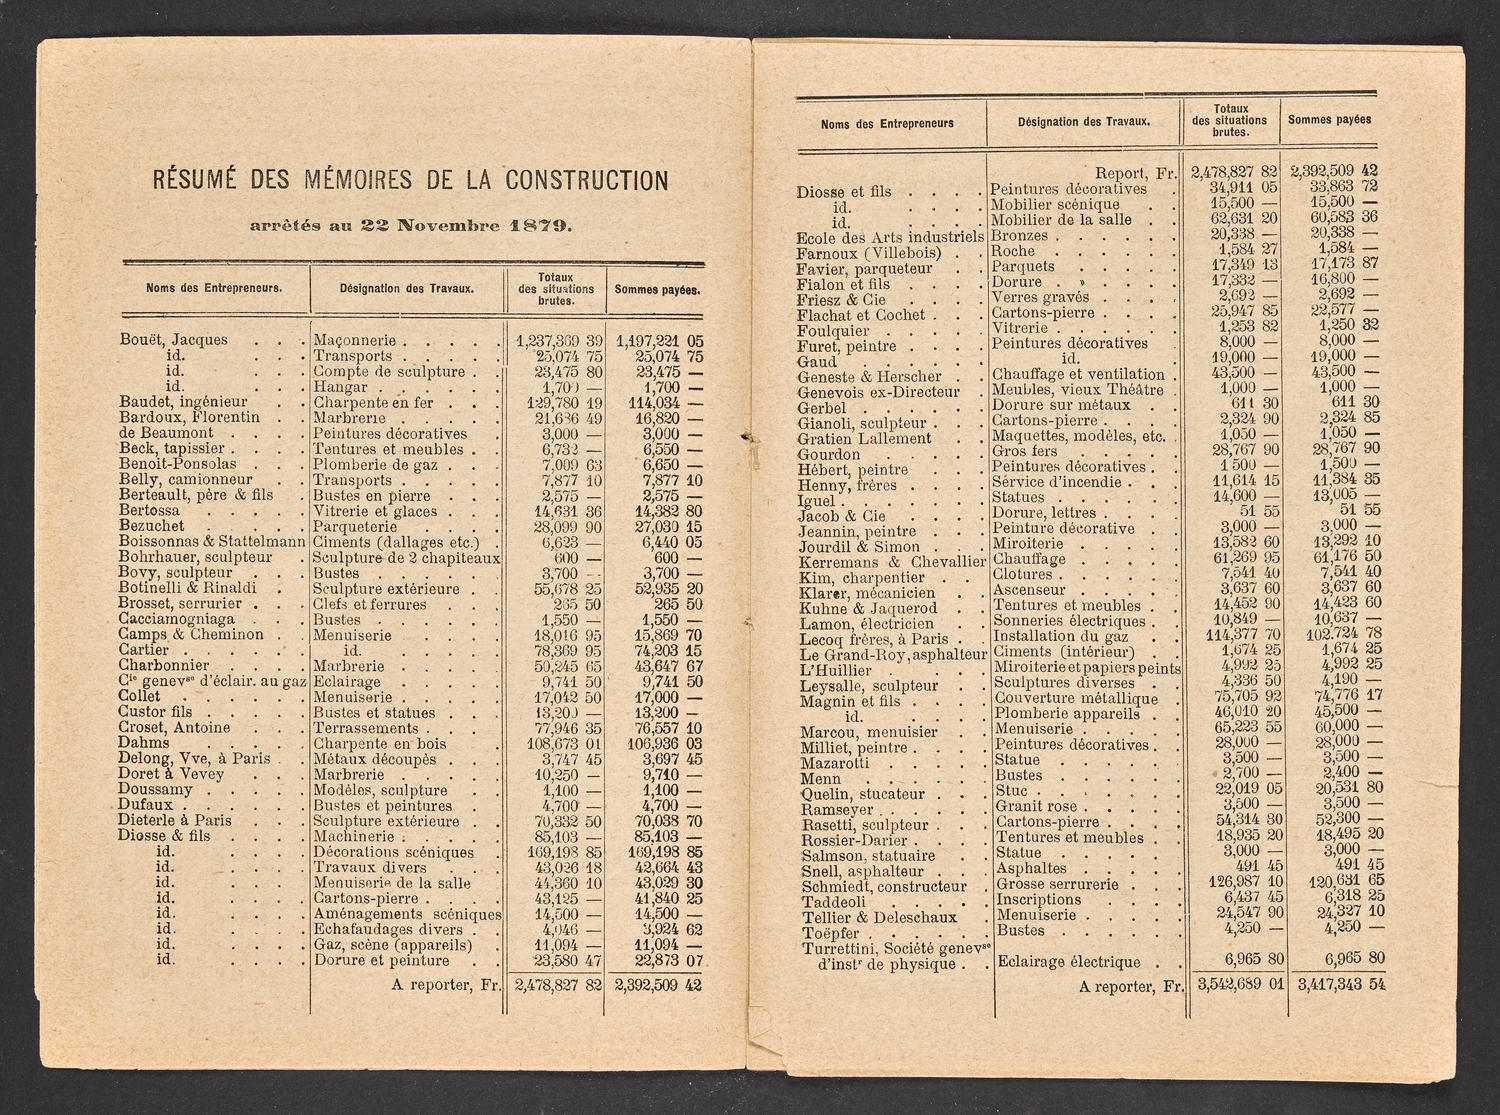 RÉSUMÉ DES MÉMOIRES DE LA CONSTRUCTION
arrêtés au 22 Novembre 1879.
Noms des Entrepreneurs. Désignation des Travaux. Totaux des situations brutes. Sommes payées.
Bouët, Jacques . . . Maçonnerie . . . . . 1,237,369 39 1,197,221 05
id. . . . Transports . . . . . 25,074 75 25,074 75
id. . . . Compte de sculpture . . 23,475 80 23,475 —
id. . . . Hangar . . . . . . 1,700 — 1,700 —
Baudet, ingénieur . . Charpente en fer . . . 129,780 19 114,034 —
Bardoux, Florentin . . Marbrerie . . . . . 21,636 49 16,820 —
de Beaumont . . . . Peintures décoratives . 3,000 — 3,000 —
Beck, tapissier . . . . Tentures et meubles . . 6,732 — 6,550 —
Benoit-Ponsolas . . . Plomberie de gaz . . . 7,009 63 6,650 —
Belly, camionneur . . Transports . . . . . 7,877 10 7,877 10
Berteault, père & fils . Bustes en pierre . . . 2,575 — 2,575 —
Bertossa . . . . . Vitrerie et glaces . . . 14,631 36 14,382 80
Bezuchet . . . . . Parqueterie . . . . 28,099 90 27,030 15
Boissonnas & Stattelmann Ciments (dallages etc.) . 6,623 — 6,440 05
Bohrhauer, sculpteur . Sculpture de 2 chapiteaux 600 — 600 —
Bovy, sculpteur . . . Bustes . . . . . . 3,700 — 3,700 —
Botinelli & Rinaldi . Sculpture extérieure . . 55,678 25 52,935 20
Brosset, serrurier . . . Clefs et ferrures . . . 265 50 265 50
Cacciamogniaga . . . Bustes . . . . . . 1,550 — 1,550 —
Camps & Cheminon . . Menuiserie . . . . 18,016 95 15,869 70
Cartier . . . . . . id. . . . . . 78,369 95 74,203 15
Charbonnier . . . . Marbrerie . . . . . 50,245 65 43,647 67
Cie genevse d'éclair. au gaz Eclairage . . . . . 9,741 50 9,741 50
Collet . . . . . . Menuiserie . . . . . 17,042 50 17,000 —
Custor fils . . . . . Bustes et statues . . . 13,200 — 13,200 —
Croset, Antoine . . . Terrassements . . . . 77,946 35 76,557 10
Dahms . . . . . Charpente en bois . 108,673 01 106,936 03
Delong, Vve, à Paris . . Métaux découpés . . . 3,747 45 3,697 45
Doret à Vevey . . . Marbrerie . . . . . 10,250 — 9,710 —
Doussamy . . . . . Modèles, sculpture . . 1,100 — 1,100 —
Dufaux . . . . . . Bustes et peintures . . 4,700 — 4,700 —
Dieterle à Paris . . . Sculpture extérieure . . 70,332 50 70,038 70
Diosse & fils . . . . Machinerie . . . . . 85,103 — 85,103 —
id. . . . . Décorations scéniques . 169,198 85 169,198 85
id. . . . . Travaux divers . . . 43,026 18 42,664 43
id. . . . . Menuiserie de la salle . 44,360 10 43,029 30
id. . . . . Cartons-pierre . . . . 43,125 — 41,840 25
id. . . . . Aménagements scéniques 14,500 — 14,500 —
id. . . . . Echafaudages divers . . 4,046 — 3,924 62
id. . . . . Gaz, scène (appareils) . 11,094 — 11,094 —
id. . . . . Dorure et peinture . . 23,580 47 22,873 07
A reporter, Fr. 2,478,827 82 2,392,509 42
Noms des Entrepreneurs Désignation des Travaux. Totaux des situations brutes. Sommes payées
Report, Fr. 2,478,827 82 2,392,509 42
Diosse et fils . . . . Peintures décoratives . 34,911 05 33,863 72
id. . . . . Mobilier scénique . . 15,500 — 15,500 —
id. . . . . Mobilier de la salle . . 62,631 20 60,583 36
Ecole des Arts industriels Bronzes . . . . . . 20,338 — 20,338 —
Farnoux (Villebois) . . Roche . . . . . . 1,584 27 1,584 —
Favier, parqueteur . . Parquets . . . . . 17,349 13 17,173 87
Fialon et fils . . . . Dorure . » . . . . 17,332 — 16,800 —
Friesz & Cie . . . . Verres gravés . . . . 2,692 — 2,692 —
Flachat et Cochet . . . Cartons-pierre . . . . 25,947 85 22,577 —
Foulquier . . . . . Vitrerie . . . . . . 1,253 82 1,250 32
Furet, peintre . . . . Peintures décoratives 8,000 — 8,000 —
Gaud . . . . . . id. . 19,000 — 19,000 —
Geneste & Herscher . . Chauffage et ventilation . 43,500 — 43,500 —
Genevois ex-Directeur . Meubles, vieux Théâtre . 1,000 — 1,000 —
Gerbel . . . . . . Dorure sur métaux . . 611 30 611 30
Gianoli, sculpteur . . . Cartons-pierre . . . . 2,324 90 2,324 85
Gratien Lallement . . Maquettes, modèles, etc. . 1,050 — 1,050 —
Gourdon . . . . . Gros fers . . . . . 28,767 90 28,767 90
Hébert, peintre . . . Peintures décoratives . . 1 500 — 1,500 —
Henny, frères . . . . Service d'incendie . . . 11,614 15 11,384 35
Iguel . . . . . . . Statues . . . . . . 14,600 — 13,005 —
Jacob & Cie . . . . Dorure, lettres . . . . 51 55 51 55
Jeannin, peintre . . . Peinture décorative . . 3,000 — 3,000 —
Jourdil & Simon . . . Miroiterie . . . . . 13,582 60 13,292 10
Kerremans & Chevallier Chauffage . . . . . 61,269 95 61,176 50
Kim, charpentier . . . Clotures . . . . . . 7,541 40 7,541 40
Klarer, mécanicien . . Ascenseur . . . . . 3,637 60 3,637 60
Kuhne & Jaquerod . . Tentures et meubles . . 14,452 90 14,423 60
Lamon, électricien . . Sonneries électriques . . 10,849 — 10,637 —
Lecoq frères, à Paris . . Installation du gaz . . 114,377 70 102.724 78
Le Grand-Roy, asphalteur Ciments (intérieur) . . 1,674 25 1,674 25
L'Huillier . . . . Miroiterie et papiers peints 4,992 25 4,992 25
Leysalle, sculpteur . . Sculptures diverses . . 4,336 50 4,190 —
Magnin et fils . . . . Couverture métallique . 75,705 92 74,776 17
id. . . . . Plomberie appareils . . 46,010 20 45,500 —
Marcou, menuisier . . Menuiserie . . . . . 65,223 55 60,000 —
Milliet, peintre . . . . Peintures décoratives . . 28,000 — 28,000 —
Mazarotti . . . . . Statue . . . . . . 3,500 — 3,500 —
Menn . . . . . . Bustes . . . . . . 2,700 — 2,400 —
Quelin, stucateur . . . Stuc . . . . . . . 22,019 05 20,531 80
Ramseyer . . . . . . Granit rose . . . . . 3,500 — 3,500 —
Rasetti, sculpteur . . . Cartons-pierre . . . . 54,314 30 52,300 —
Rossier-Darier . . . . Tentures et meubles . . 18,935 20 18,495 20
Salmson, statuaire . . Statue . . . . . . 3,000 — 3,000 —
Snell, asphalteur . . . Asphaltes . . . . . 491 45 491 45
Schmiedt, constructeur . Grosse serrurerie . . . 126,987 10 120,631 65
Taddeoli . . . . . Inscriptions . . . . 6,437 45 6,318 25
Tellier & Deleschaux . Menuiserie . . . . . 24,547 90 24,327 10
Toëpfer . . . . . . Bustes . . . . . . 4,250 — 4,250 —
Turrettini, Société genevse
d'instr de physique . . Eclairage électrique . . 6,965 80 6,965 80
A reporter, Fr. 3,542,689 01 3,417,343 54